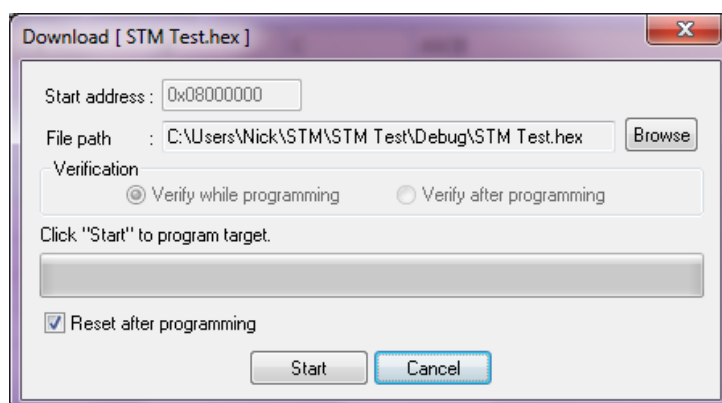 Download [ STM Test.hex ]
Start address : 0x08000000
File path : C:\Users\Nick\STM\STM Test\Debug\STM Test.hex Browse
Verification
Verify while programming Verify after programming
Click "Start" to program target.
Reset after programming
Start Cancel